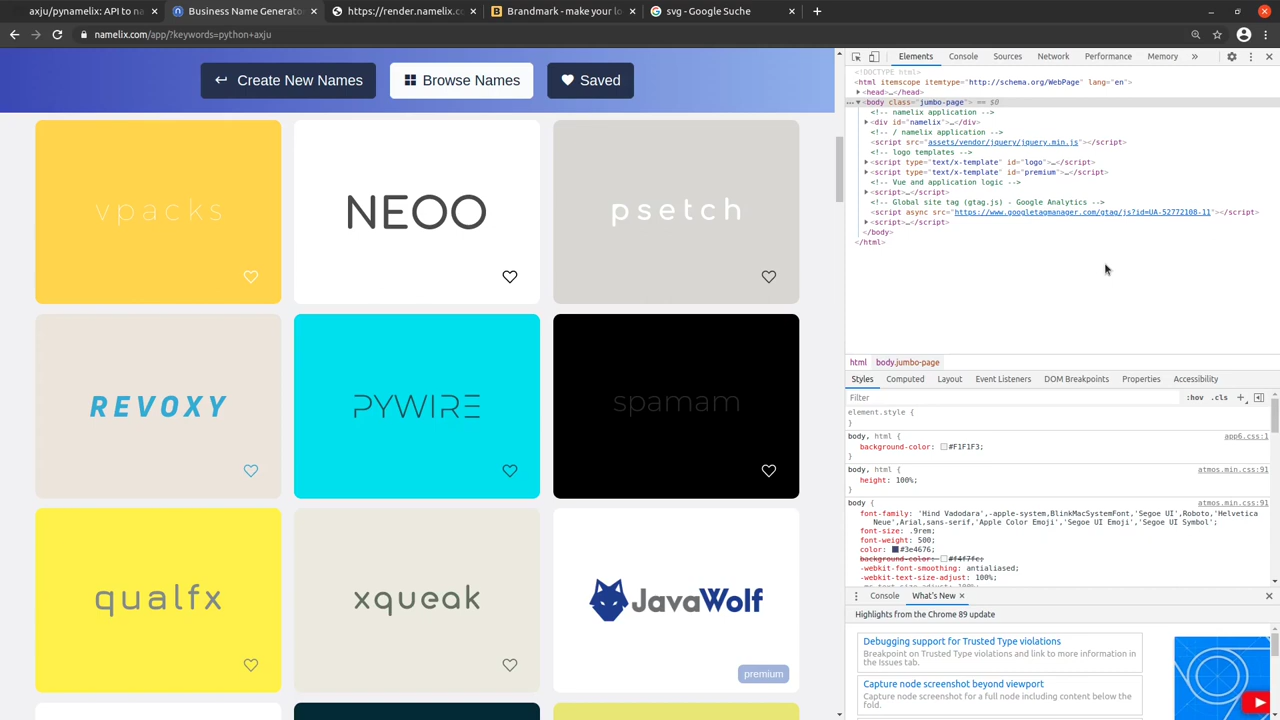 axju/pynamelix: API to na
Business Name Generato
https://render.namelix.c
Brandmark - make your lo
svg - Google Suche
namelix.com/app/?keywords=python+axju
Create New Names
Browse Names
Saved
vpacks
NEOO
psetch
REVOXY
PYWIRE
spamam
qualfx
xqueak
JavaWolf
premium
Elements Console Sources Network Performance Memory »
<!DOCTYPE html>
<html itemscope itemtype="http://schema.org/WebPage" lang="en">
<head>…</head>
<body class="jumbo-page"> == $0
<!-- namelix application -->
<div id="namelix">…</div>
<!-- / namelix application -->
<script src="assets/vendor/jquery/jquery.min.js"></script>
<!-- logo templates -->
<script type="text/x-template" id="logo">…</script>
<script type="text/x-template" id="premium">…</script>
<!-- Vue and application logic -->
<script>…</script>
<!-- Global site tag (gtag.js) - Google Analytics -->
<script async src="https://www.googletagmanager.com/gtag/js?id=UA-52772108-11"></script>
<script>…</script>
</body>
</html>
html body.jumbo-page
Styles Computed Layout Event Listeners DOM Breakpoints Properties Accessibility
Filter :hov .cls
element.style {
}
body, html { app6.css:1
background-color: #F1F1F3;
}
body, html { atmos.min.css:91
height: 100%;
}
body { atmos.min.css:91
font-family: 'Hind Vadodara',-apple-system,BlinkMacSystemFont,'Segoe UI',Roboto,'Helvetica
Neue',Arial,sans-serif,'Apple Color Emoji','Segoe UI Emoji','Segoe UI Symbol';
font-size: .9rem;
font-weight: 500;
color: #3e4676;
background-color: #f4f7fc;
-webkit-font-smoothing: antialiased;
-webkit-text-size-adjust: 100%;
Console What's New
Highlights from the Chrome 89 update
Debugging support for Trusted Type violations
Breakpoint on Trusted Type violations and link to more information in
the Issues tab.
Capture node screenshot beyond viewport
Capture node screenshot for a full node including content below the
fold.